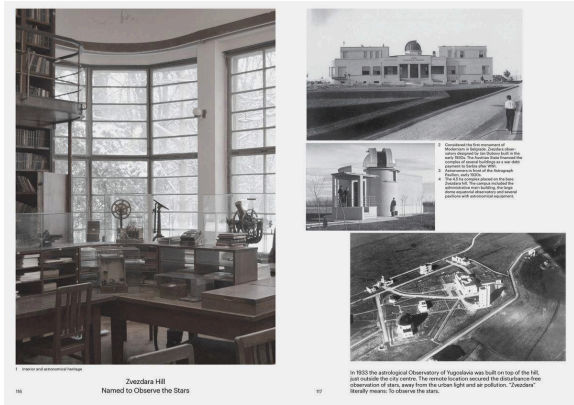 1 Interior and astronomical heritage
116
Zvezdara Hill
Named to Observe the Stars
2 Considered the first monument of
Modernism in Belgrade, Zvezdara obser-
vatory designed by Jan Dubovy built in the
early 1930s. The Austrian State financed the
complex of several buildings as a war debt
payment to Serbia after WWI.
3 Astronomers in front of the Astrograph
Pavilion, early 1930s.
4 The 4,5 ha complex placed on the bare
Zvezdara hill. The campus included the
administrative main building, the large
dome equatorial observatory and several
pavilions with astronomical equipment.
117
In 1933 the astrological Observatory of Yugoslavia was built on top of the hill,
just outside the city centre. The remote location secured the disturbance-free
observation of stars, away from the urban light and air pollution. "Zvezdara"
literally means: To observe the stars.